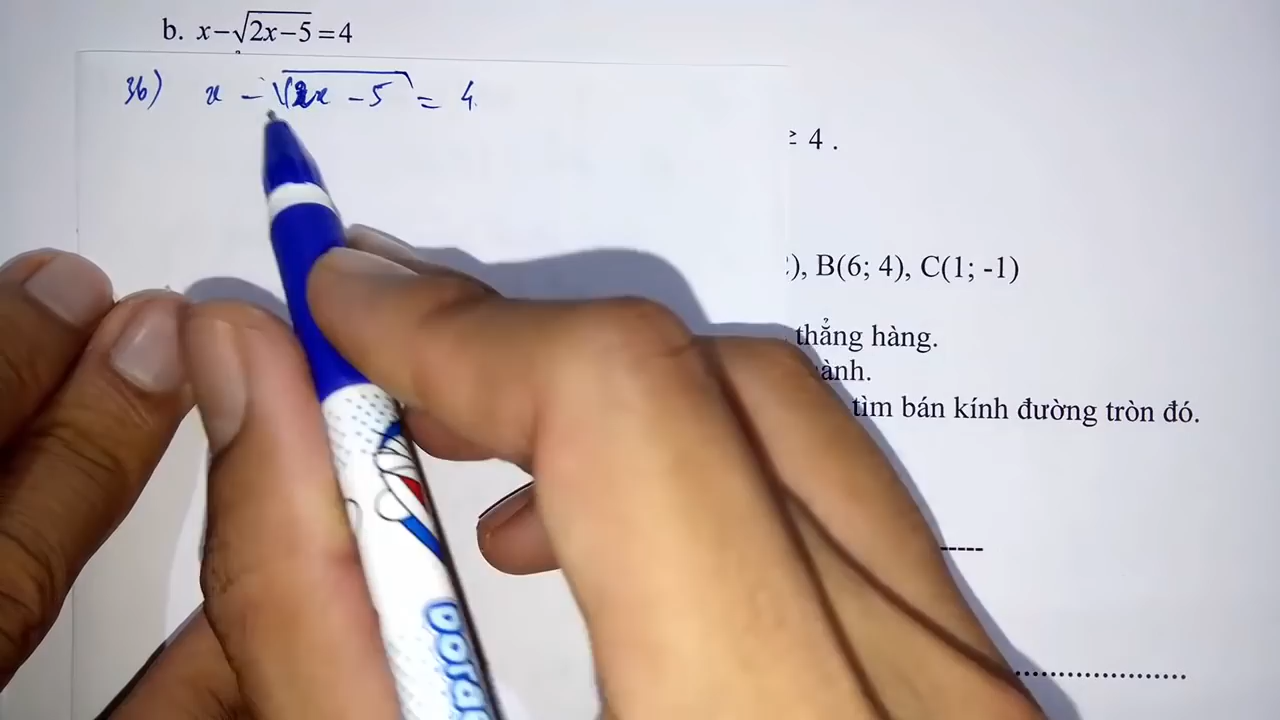 b. x−√2x−5 = 4
3b) x − √2x − 5 = 4
≥ 4 .
), B(6; 4), C(1; -1)
thẳng hàng.
ành.
tìm bán kính đường tròn đó.
-----
.....................